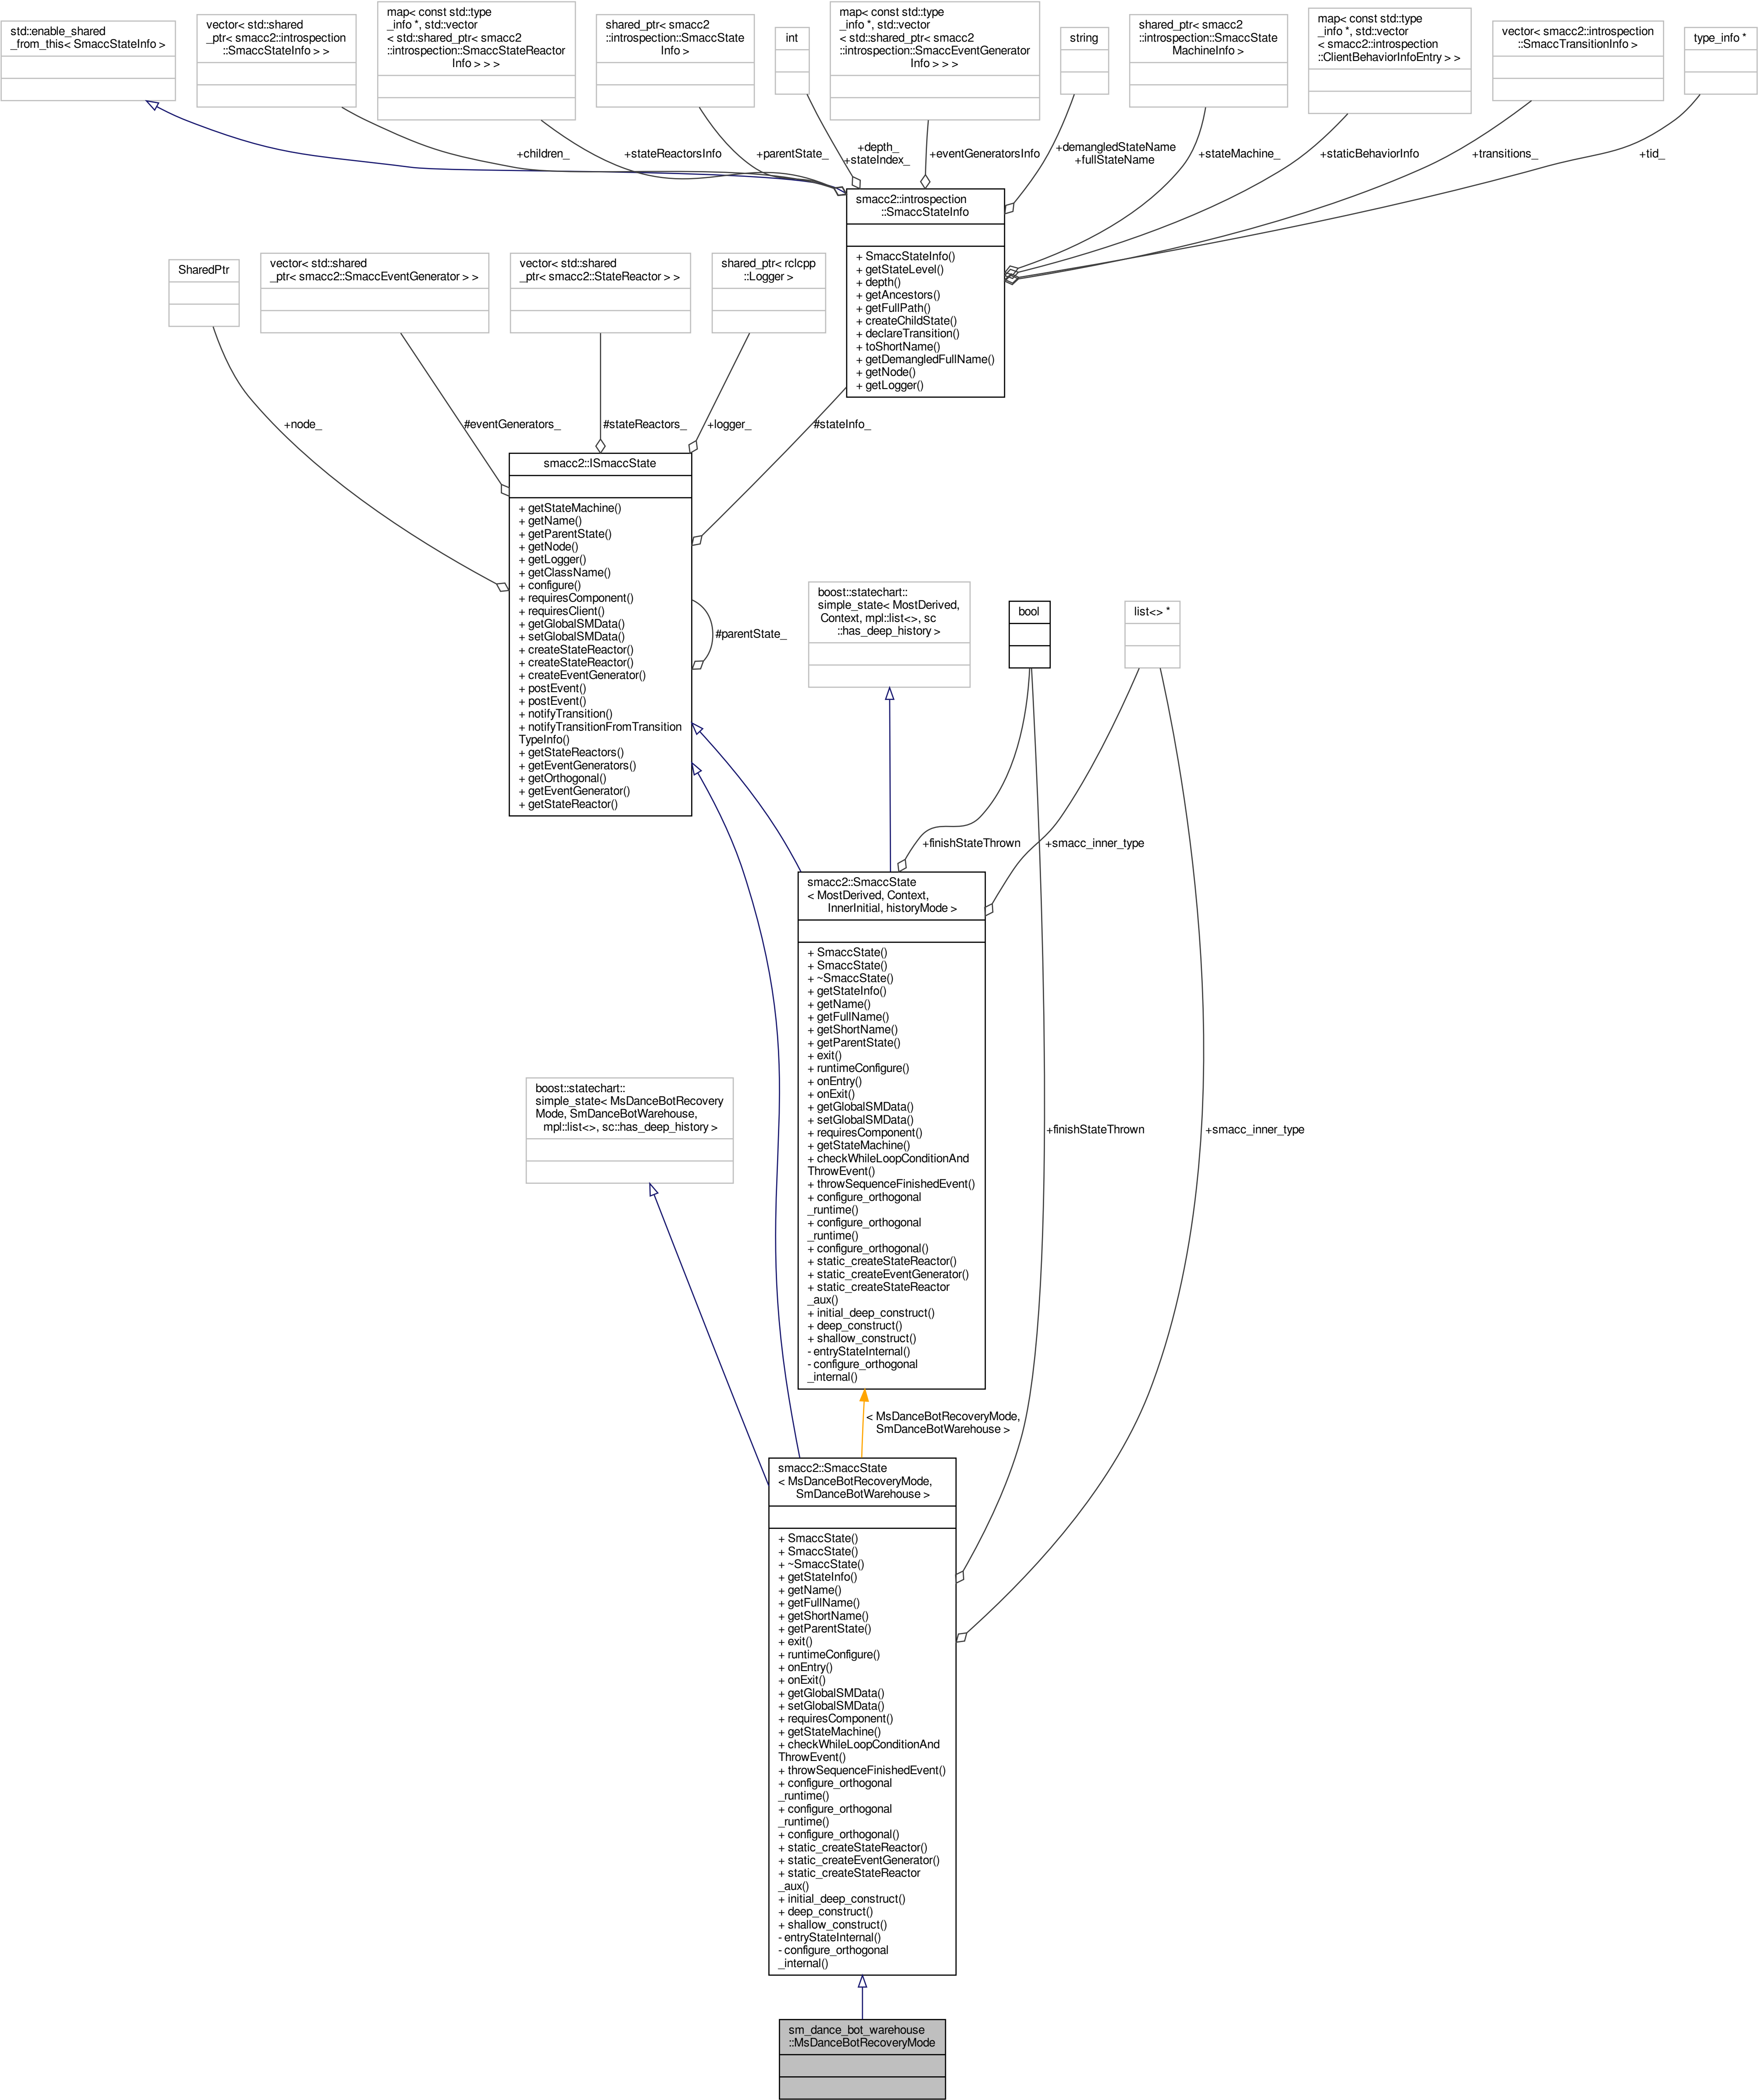 std::enable_shared
_from_this< SmaccStateInfo >
vector< std::shared
_ptr< smacc2::introspection
::SmaccStateInfo > >
map< const std::type
_info *, std::vector
< std::shared_ptr< smacc2
::introspection::SmaccStateReactor
Info > > >
shared_ptr< smacc2
::introspection::SmaccState
Info >
int
map< const std::type
_info *, std::vector
< std::shared_ptr< smacc2
::introspection::SmaccEventGenerator
Info > > >
string
shared_ptr< smacc2
::introspection::SmaccState
MachineInfo >
map< const std::type
_info *, std::vector
< smacc2::introspection
::ClientBehaviorInfoEntry > >
vector< smacc2::introspection
::SmaccTransitionInfo >
type_info *
+children_
+stateReactorsInfo
+parentState_
+depth_
+stateIndex_
+eventGeneratorsInfo
+demangledStateName
+fullStateName
+stateMachine_
+staticBehaviorInfo
+transitions_
+tid_
smacc2::introspection
::SmaccStateInfo
+ SmaccStateInfo()
+ getStateLevel()
+ depth()
+ getAncestors()
+ getFullPath()
+ createChildState()
+ declareTransition()
+ toShortName()
+ getDemangledFullName()
+ getNode()
+ getLogger()
SharedPtr
vector< std::shared
_ptr< smacc2::SmaccEventGenerator > >
vector< std::shared
_ptr< smacc2::StateReactor > >
shared_ptr< rclcpp
::Logger >
+node_
#eventGenerators_
#stateReactors_
+logger_
#stateInfo_
smacc2::ISmaccState
+ getStateMachine()
+ getName()
+ getParentState()
+ getNode()
+ getLogger()
+ getClassName()
+ configure()
+ requiresComponent()
+ requiresClient()
+ getGlobalSMData()
+ setGlobalSMData()
+ createStateReactor()
+ createStateReactor()
+ createEventGenerator()
+ postEvent()
+ postEvent()
+ notifyTransition()
+ notifyTransitionFromTransition
TypeInfo()
+ getStateReactors()
+ getEventGenerators()
+ getOrthogonal()
+ getEventGenerator()
+ getStateReactor()
#parentState_
boost::statechart::
simple_state< MostDerived,
Context, mpl::list<>, sc
::has_deep_history >
bool
list<> *
+finishStateThrown
+smacc_inner_type
smacc2::SmaccState
< MostDerived, Context,
InnerInitial, historyMode >
+ SmaccState()
+ SmaccState()
+ ~SmaccState()
+ getStateInfo()
+ getName()
+ getFullName()
+ getShortName()
+ getParentState()
+ exit()
+ runtimeConfigure()
+ onEntry()
+ onExit()
+ getGlobalSMData()
+ setGlobalSMData()
+ requiresComponent()
+ getStateMachine()
+ checkWhileLoopConditionAnd
ThrowEvent()
+ throwSequenceFinishedEvent()
+ configure_orthogonal
_runtime()
+ configure_orthogonal
_runtime()
+ configure_orthogonal()
+ static_createStateReactor()
+ static_createEventGenerator()
+ static_createStateReactor
_aux()
+ initial_deep_construct()
+ deep_construct()
+ shallow_construct()
- entryStateInternal()
- configure_orthogonal
_internal()
boost::statechart::
simple_state< MsDanceBotRecovery
Mode, SmDanceBotWarehouse,
mpl::list<>, sc::has_deep_history >
+finishStateThrown
+smacc_inner_type
< MsDanceBotRecoveryMode,
SmDanceBotWarehouse >
smacc2::SmaccState
< MsDanceBotRecoveryMode,
SmDanceBotWarehouse >
+ SmaccState()
+ SmaccState()
+ ~SmaccState()
+ getStateInfo()
+ getName()
+ getFullName()
+ getShortName()
+ getParentState()
+ exit()
+ runtimeConfigure()
+ onEntry()
+ onExit()
+ getGlobalSMData()
+ setGlobalSMData()
+ requiresComponent()
+ getStateMachine()
+ checkWhileLoopConditionAnd
ThrowEvent()
+ throwSequenceFinishedEvent()
+ configure_orthogonal
_runtime()
+ configure_orthogonal
_runtime()
+ configure_orthogonal()
+ static_createStateReactor()
+ static_createEventGenerator()
+ static_createStateReactor
_aux()
+ initial_deep_construct()
+ deep_construct()
+ shallow_construct()
- entryStateInternal()
- configure_orthogonal
_internal()
sm_dance_bot_warehouse
::MsDanceBotRecoveryMode